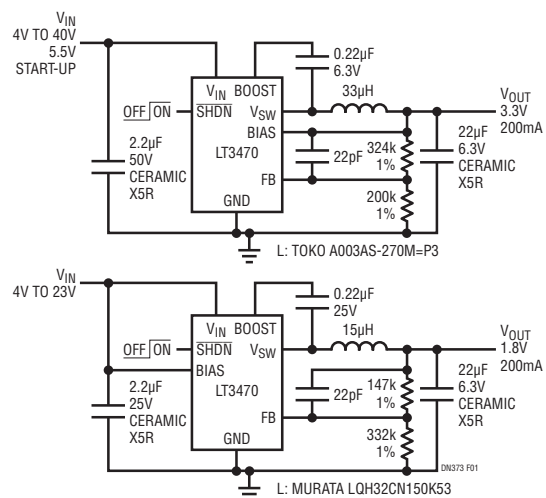 VIN
4V TO 40V
5.5V
START-UP
0.22µF
6.3V
33µH
VIN BOOST
OFF ON
SHDN
VSW
BIAS
LT3470
FB
GND
2.2µF
50V
CERAMIC
X5R
22pF
324k
1%
200k
1%
VOUT
3.3V
200mA
22µF
6.3V
CERAMIC
X5R
L: TOKO A003AS-270M=P3
VIN
4V TO 23V
0.22µF
25V
15µH
VIN BOOST
OFF ON
SHDN
VSW
BIAS
LT3470
FB
GND
2.2µF
25V
CERAMIC
X5R
22pF
147k
1%
332k
1%
VOUT
1.8V
200mA
22µF
6.3V
CERAMIC
X5R
DN373 F01
L: MURATA LQH32CN150K53